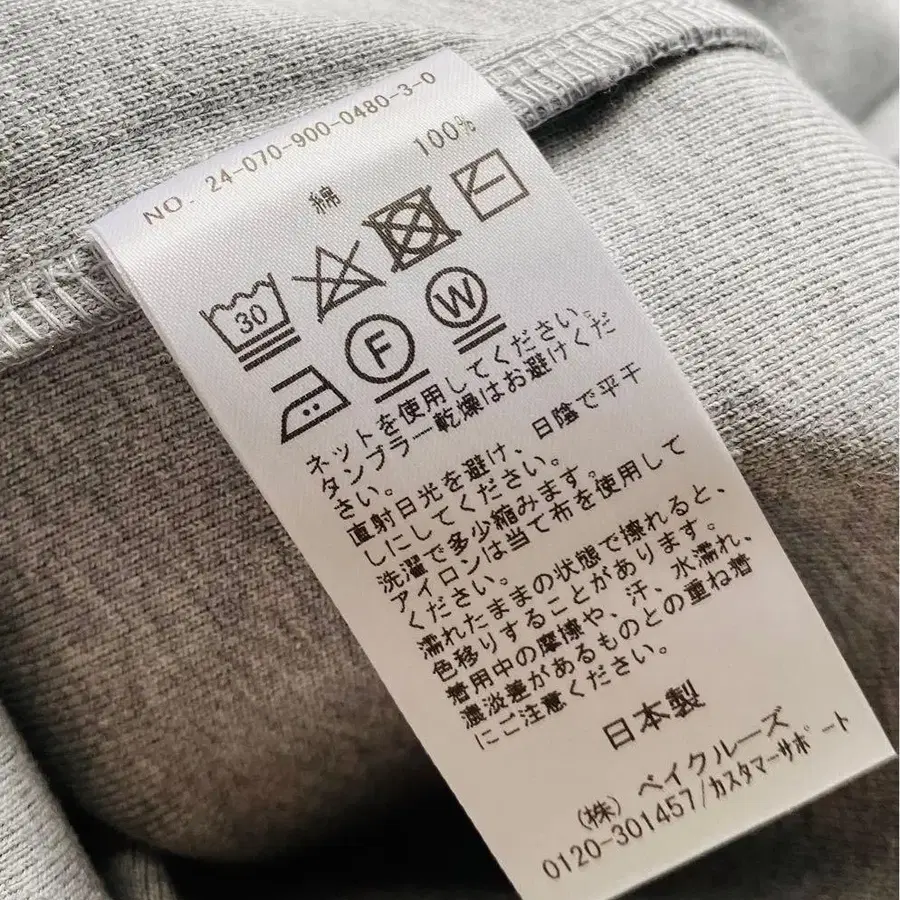 NO. 24-070-900-0480-3-0
綿 100%
30
F W
ネットを使用してください。
タンブラー乾燥はお避けくだ
さい。
直射日光を避け、日陰で平干
しにしてください。
洗濯で多少縮みます。
アイロンは当て布を使用して
ください。
濡れたままの状態で擦れると、
色移りすることがあります。
着用中の摩擦や、汗、水濡れ、
濃淡差があるものとの重ね着
にご注意ください。
日本製
(株) ベイクルーズ
0120-301457/カスタマーサポート